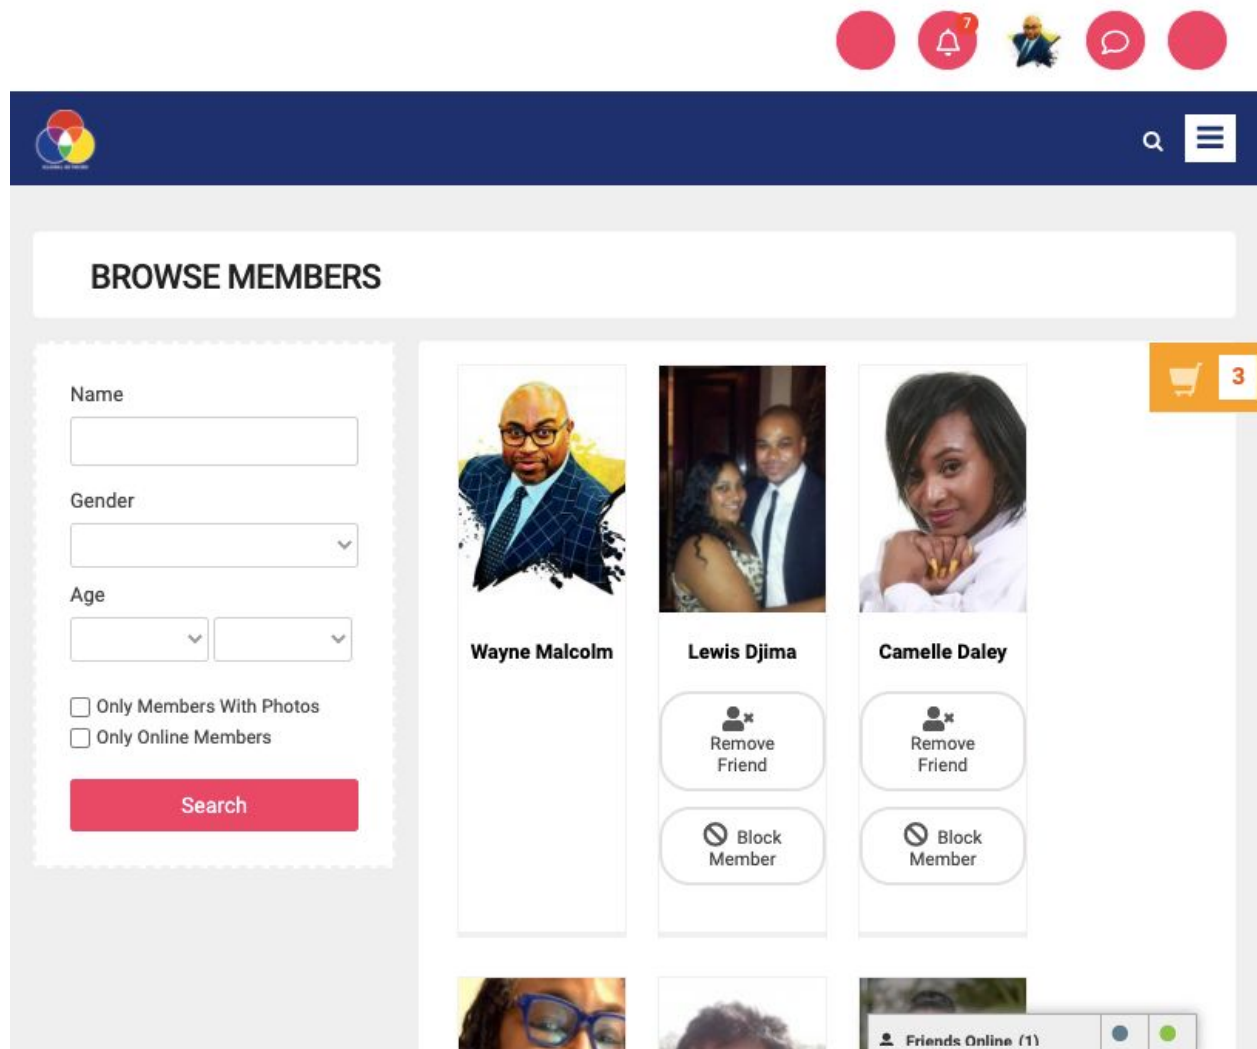 7
BROWSE MEMBERS
3
Name
Gender
Age
Only Members With Photos
Only Online Members
Search
Wayne Malcolm
Lewis Djima
Camelle Daley
Remove
Friend
Remove
Friend
Block
Member
Block
Member
Friends Online (1)